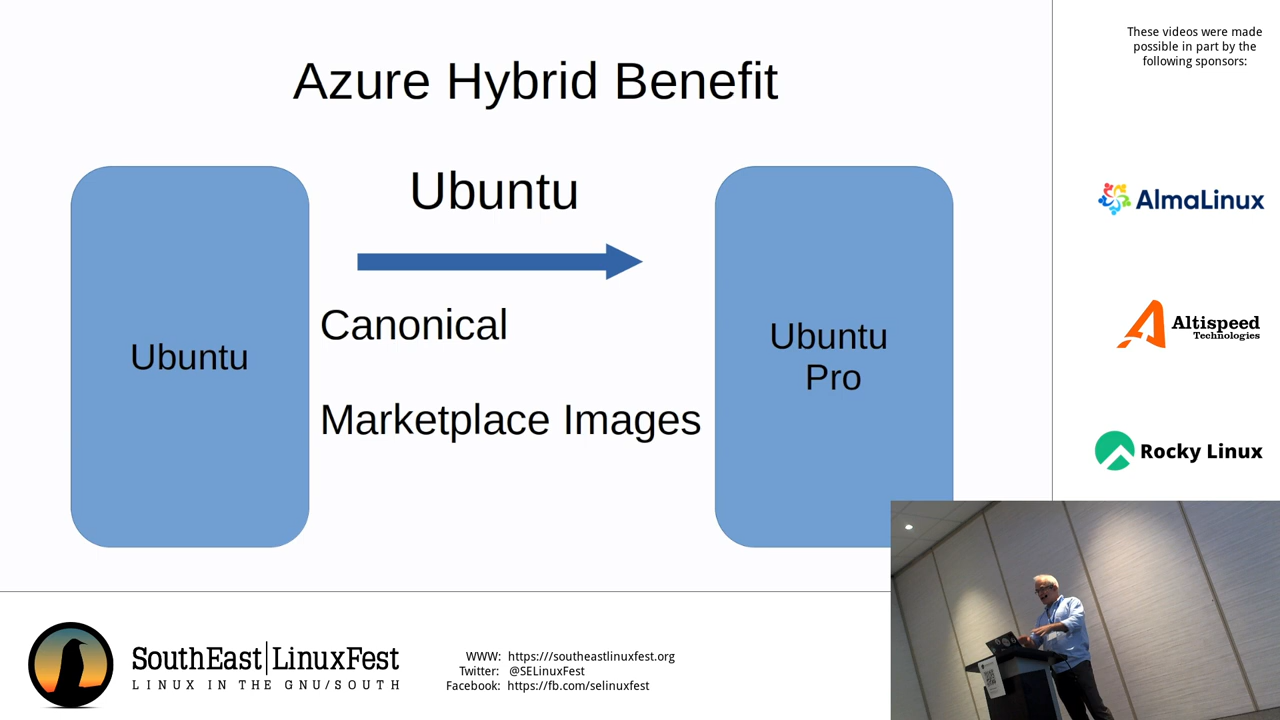 Azure Hybrid Benefit
Ubuntu
Ubuntu
Canonical
Marketplace Images
Ubuntu
Pro
These videos were made
possible in part by the
following sponsors:
AlmaLinux
Altispeed
Technologies
Rocky Linux
SouthEast|LinuxFest
LINUX IN THE GNU/SOUTH
WWW: https:///southeastlinuxfest.org
Twitter: @SELinuxFest
Facebook: https://fb.com/selinuxfest